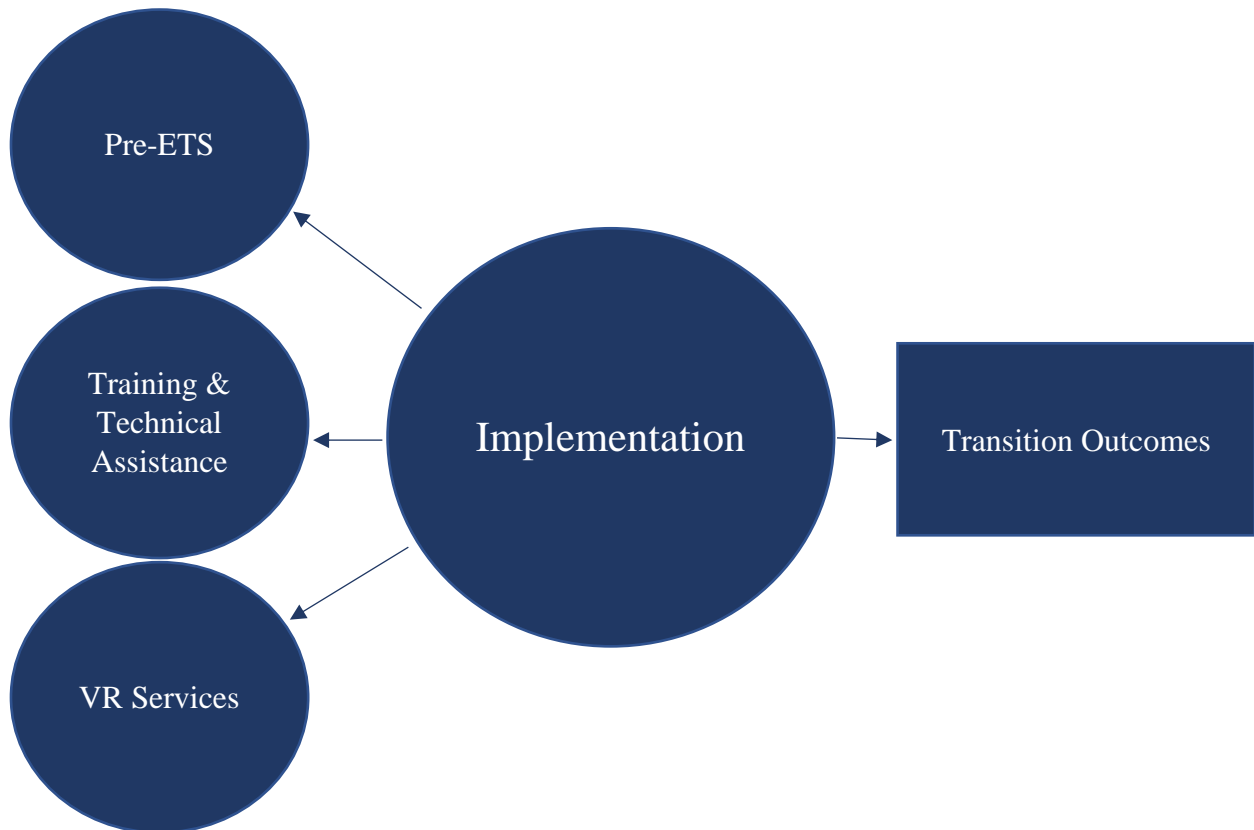 Pre-ETS
Training &
Technical
Assistance
VR Services
Implementation
Transition Outcomes